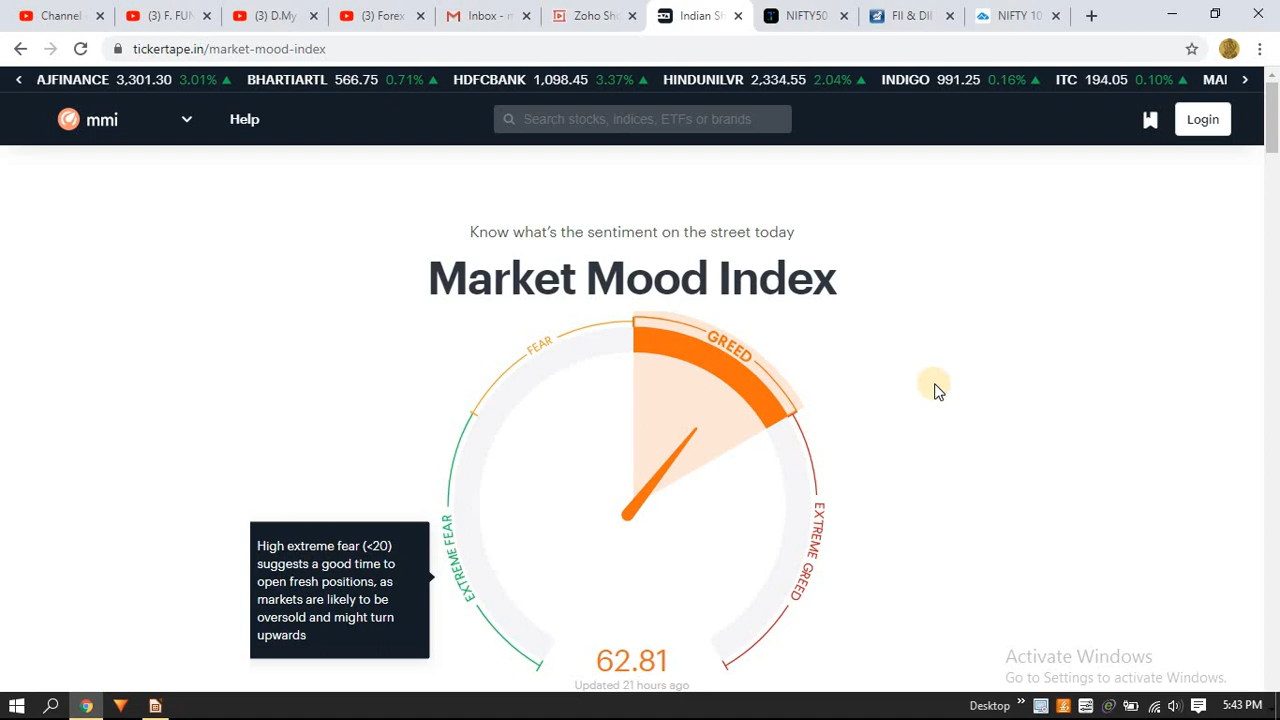 Chann
(3) F. FUN
(3) D.My
(3) For
Inbox -
Zoho Sho
Indian Sh
NIFTY50
FII & DII
NIFTY 10
tickertape.in/market-mood-index
AJFINANCE 3,301.30 3.01% BHARTIARTL 566.75 0.71% HDFCBANK 1,098.45 3.37% HINDUNILVR 2,334.55 2.04% INDIGO 991.25 0.16% ITC 194.05 0.10% MAI
mmi
Help
Search stocks, indices, ETFs or brands
Login
Know what's the sentiment on the street today
Market Mood Index
FEAR
GREED
EXTREME FEAR
EXTREME GREED
High extreme fear (<20)
suggests a good time to
open fresh positions, as
markets are likely to be
oversold and might turn
upwards
62.81
Updated 21 hours ago
Activate Windows
Go to Settings to activate Windows.
Desktop
5:43 PM